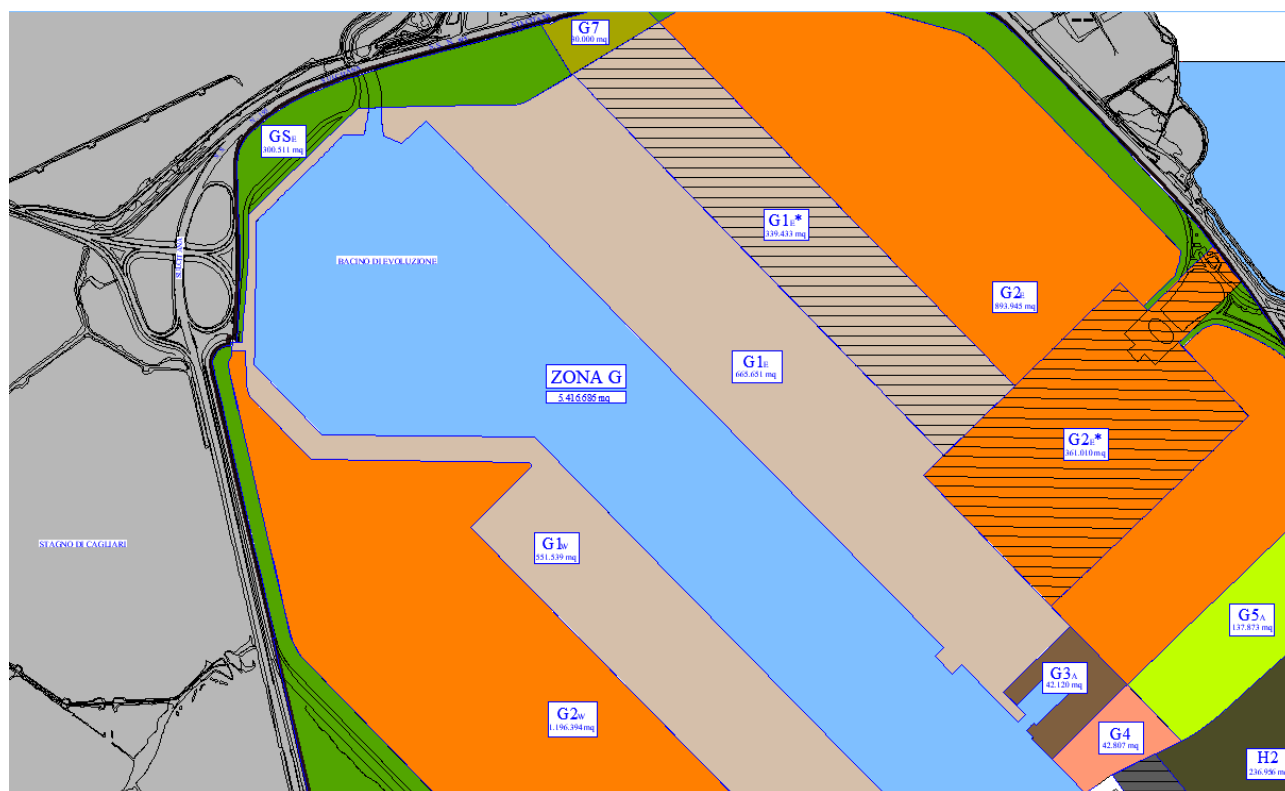 G7
30.000 mq
GSE
300.511 mq
G1E*
339.433 mq
BACINO DI EVOLUZIONE
SULCITANA
G2E
893.945 mq
G1E
665.651 mq
ZONA G
5.416.686 mq
G2E*
361.010 mq
STAGNO DI CAGLIARI
G1W
551.539 mq
G5A
137.873 mq
G3A
42.120 mq
G2W
1.196.394 mq
G4
42.807 mq
H2
236.956 m